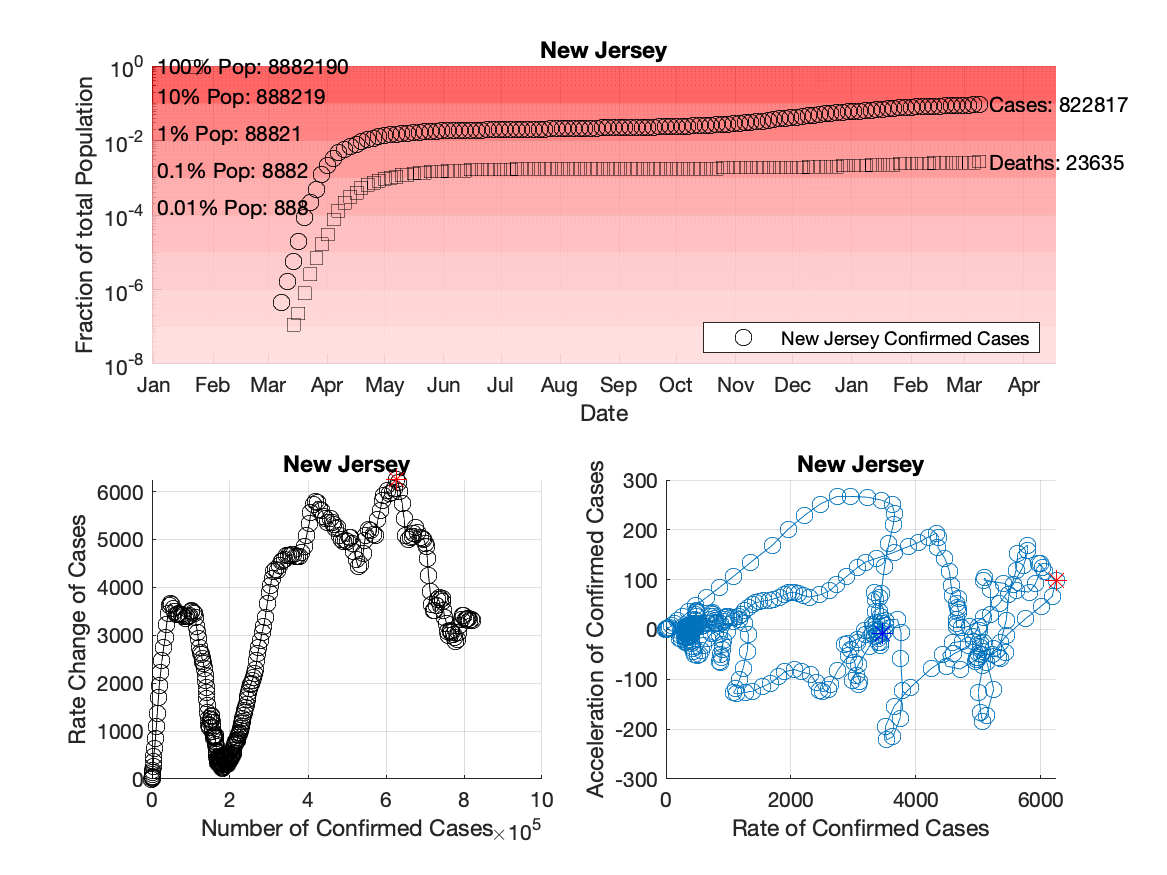 New Jersey
10^0
10^-2
10^-4
10^-6
10^-8
Fraction of total Population
100% Pop: 8882190
10% Pop: 888219
1% Pop: 88821
0.1% Pop: 8882
0.01% Pop: 888
Cases: 822817
Deaths: 23635
New Jersey Confirmed Cases
Jan Feb Mar Apr May Jun Jul Aug Sep Oct Nov Dec Jan Feb Mar Apr
Date
New Jersey
6000
5000
4000
3000
2000
1000
0
Rate Change of Cases
0 2 4 6 8 10
Number of Confirmed Cases ×10^5
New Jersey
300
200
100
0
-100
-200
-300
Acceleration of Confirmed Cases
0 2000 4000 6000
Rate of Confirmed Cases